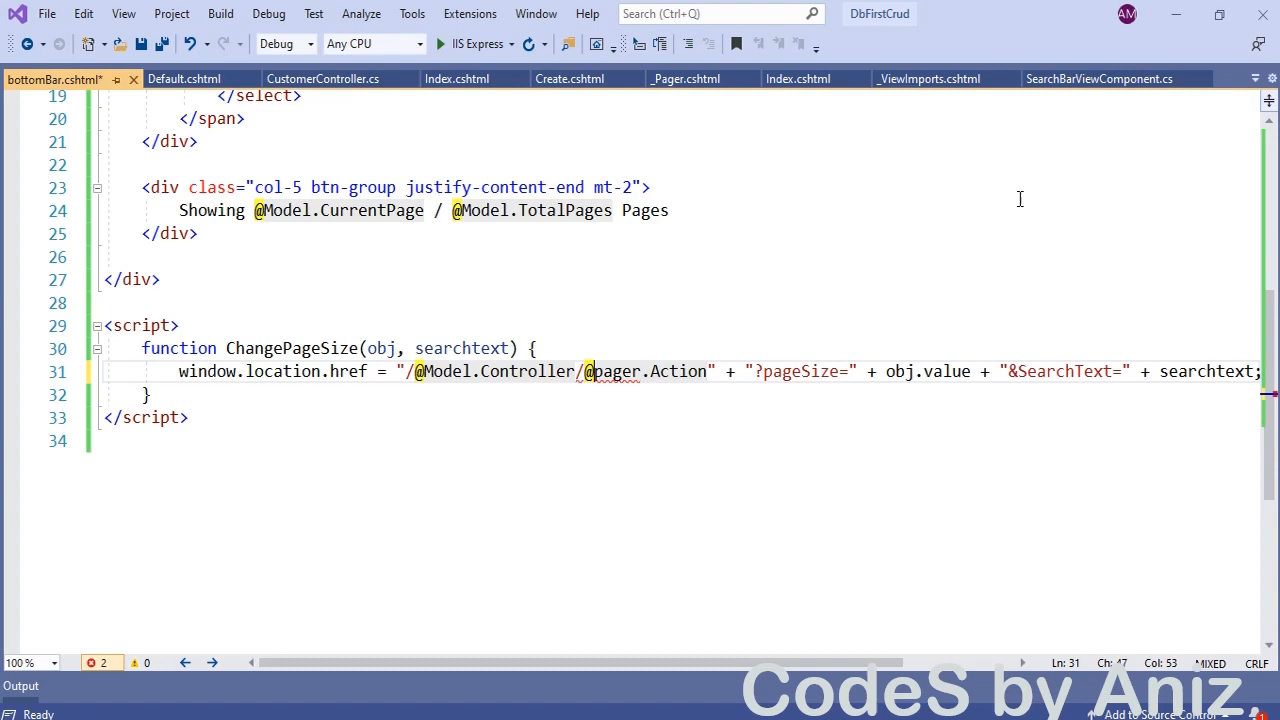 File Edit View Project Build Debug Test Analyze Tools Extensions Window Help Search (Ctrl+Q) DbFirstCrud AM
Debug Any CPU IIS Express
bottomBar.cshtml* Default.cshtml CustomerController.cs Index.cshtml Create.cshtml _Pager.cshtml Index.cshtml _ViewImports.cshtml SearchBarViewComponent.cs
19 </select>
20 </span>
21 </div>
22
23 <div class="col-5 btn-group justify-content-end mt-2">
24 Showing @Model.CurrentPage / @Model.TotalPages Pages
25 </div>
26
27 </div>
28
29 <script>
30 function ChangePageSize(obj, searchtext) {
31 window.location.href = "/@Model.Controller/@pager.Action" + "?pageSize=" + obj.value + "&SearchText=" + searchtext;
32 }
33 </script>
34
100 % 2 0 Ln: 31 Ch: 47 Col: 53 MIXED CRLF
Output
CodeS by Aniz.
Ready Add to Source Control 1